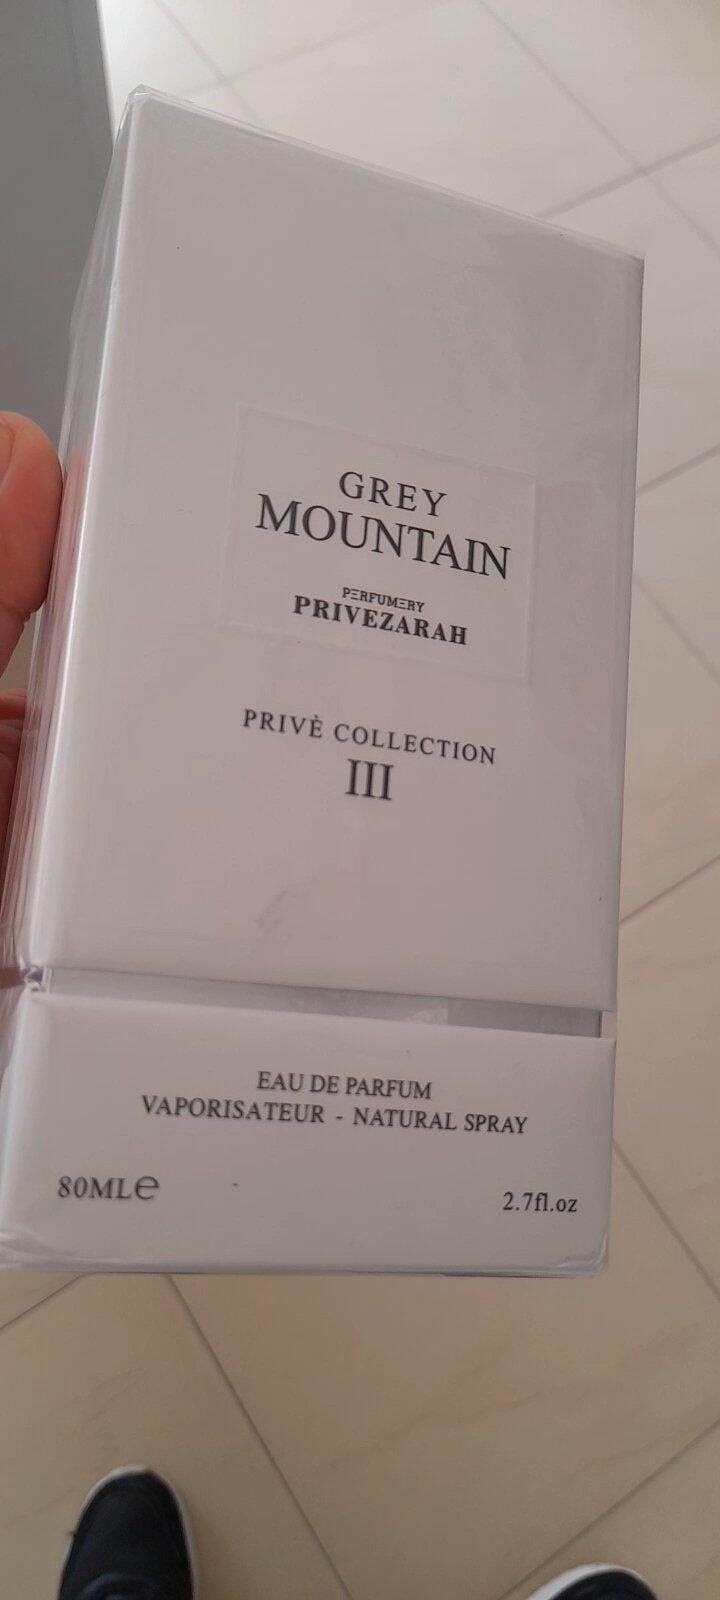 GREY
MOUNTAIN
PERFUMERY
PRIVEZARAH
PRIVÈ COLLECTION
III
EAU DE PARFUM
VAPORISATEUR - NATURAL SPRAY
80ML℮
2.7fl.oz